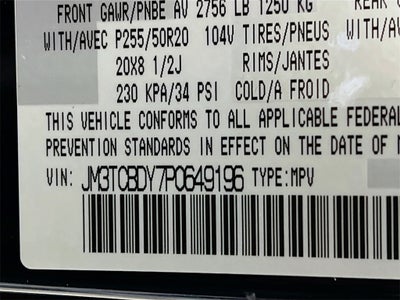 FRONT GAWR/PNBE AV 2756 LB 1250 KG
REAR
WITH/AVEC P255/50R20 104V TIRES/PNEUS WITH/A
20X8 1/2J RIMS/JANTES
230 KPA/34 PSI COLD/A FROID
THIS VEHICLE CONFORMS TO ALL APPLICABLE FEDERAL
PREVENTION STANDARDS IN EFFECT ON THE DATE OF M
VIN: JM3TCBDY7P0649196 TYPE:MPV